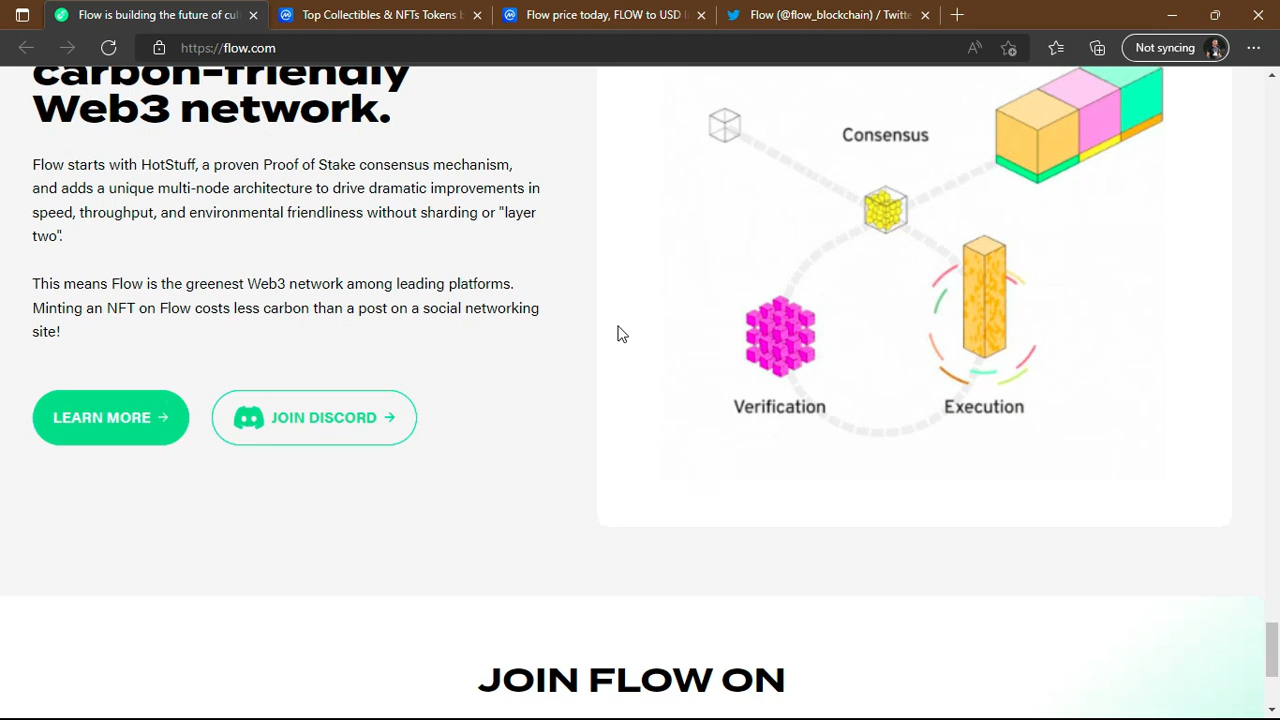 Flow is building the future of cul
Top Collectibles & NFTs Tokens b
Flow price today, FLOW to USD li
Flow (@flow_blockchain) / Twitte
https://flow.com
Not syncing
carbon-friendly
Web3 network.
Flow starts with HotStuff, a proven Proof of Stake consensus mechanism,
and adds a unique multi-node architecture to drive dramatic improvements in
speed, throughput, and environmental friendliness without sharding or "layer
two".
This means Flow is the greenest Web3 network among leading platforms.
Minting an NFT on Flow costs less carbon than a post on a social networking
site!
LEARN MORE →
JOIN DISCORD →
Consensus
Verification
Execution
JOIN FLOW ON